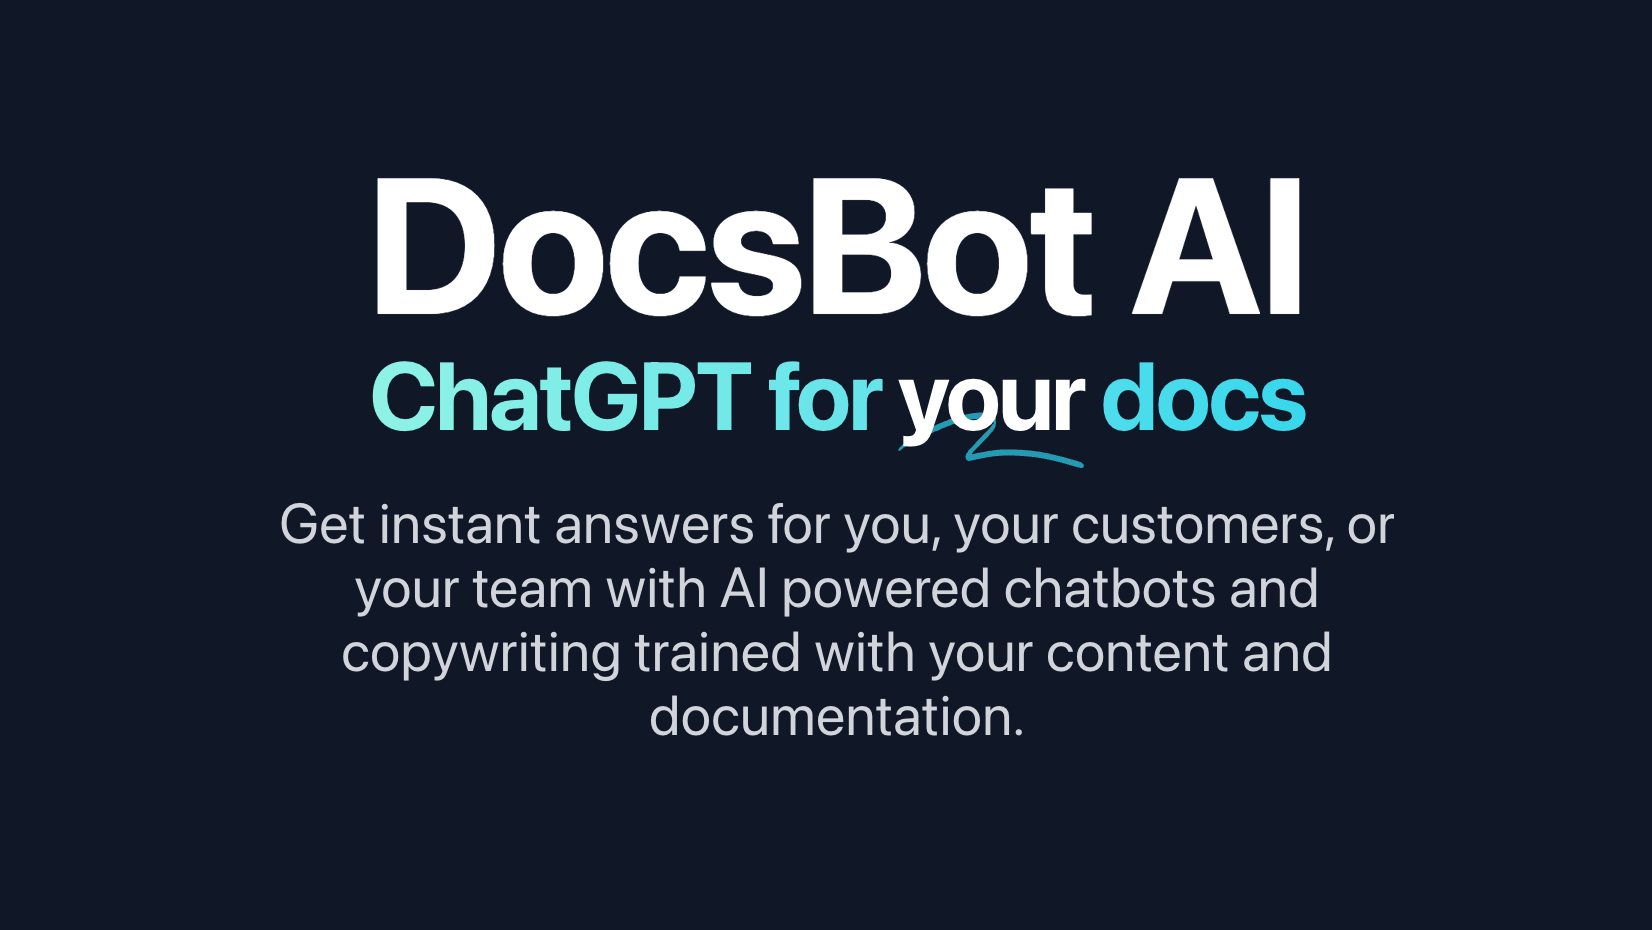 DocsBot AI
ChatGPT for your docs
Get instant answers for you, your customers, or
your team with AI powered chatbots and
copywriting trained with your content and
documentation.